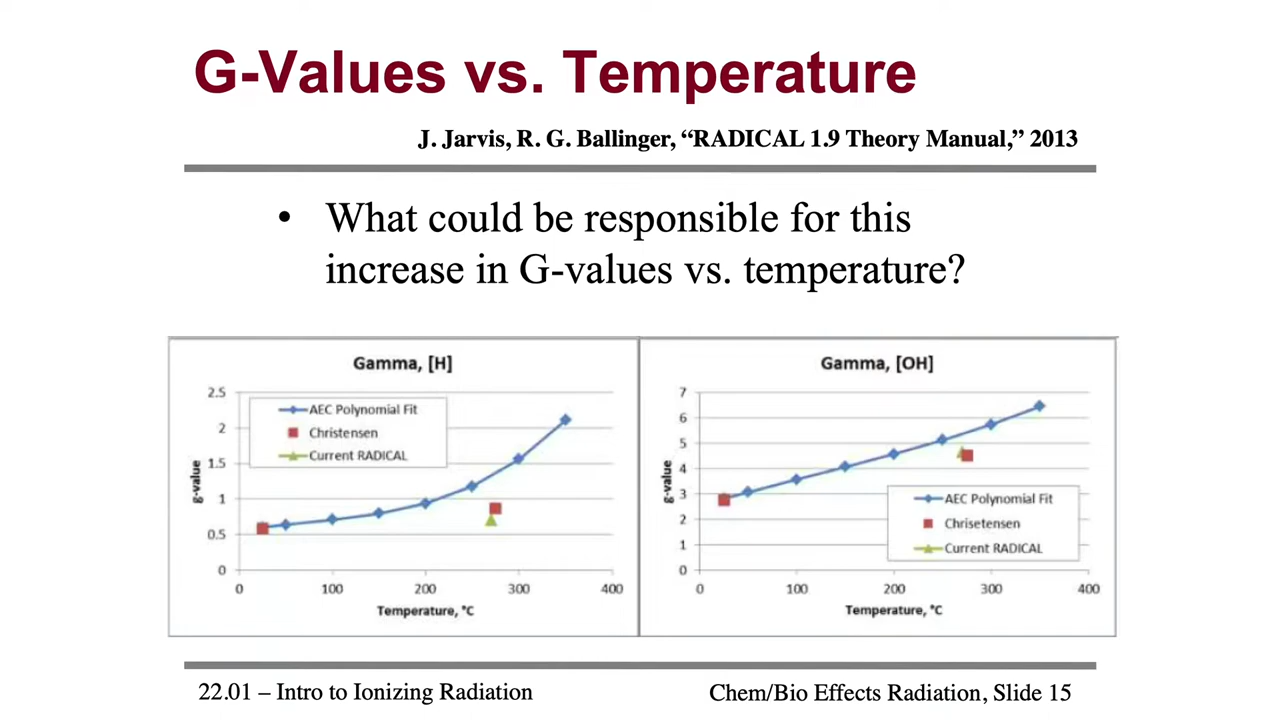 G-Values vs. Temperature
J. Jarvis, R. G. Ballinger, “RADICAL 1.9 Theory Manual,” 2013
• What could be responsible for this
increase in G-values vs. temperature?
Gamma, [H]
2.5
2
1.5
1
0.5
0
g-value
AEC Polynomial Fit
Christensen
Current RADICAL
0 100 200 300 400
Temperature, °C
Gamma, [OH]
7
6
5
4
3
2
1
0
g-value
AEC Polynomial Fit
Chrisetensen
Current RADICAL
0 100 200 300 400
Temperature, °C
22.01 – Intro to Ionizing Radiation
Chem/Bio Effects Radiation, Slide 15